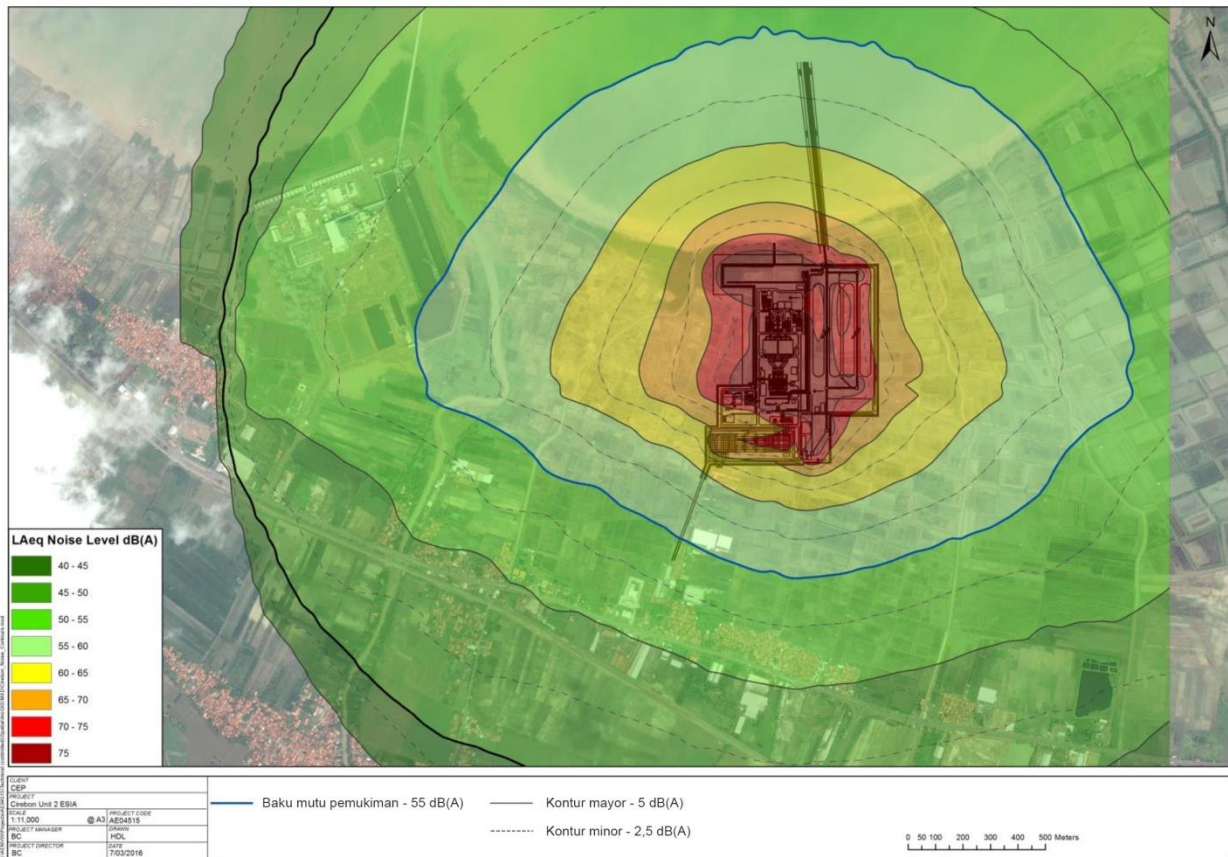 N
LAeq Noise Level dB(A)
40 - 45
45 - 50
50 - 55
55 - 60
60 - 65
65 - 70
70 - 75
75
CLIENT
CEP
PROJECT
Cirebon Unit 2 ESIA
SCALE
1:11,000 @ A3
PROJECT CODE
AE04515
PROJECT MANAGER
BC
DRAWN
HDL
PROJECT DIRECTOR
BC
DATE
7/03/2016
Baku mutu pemukiman - 55 dB(A)
Kontur mayor - 5 dB(A)
Kontur minor - 2,5 dB(A)
0 50 100 200 300 400 500 Meters